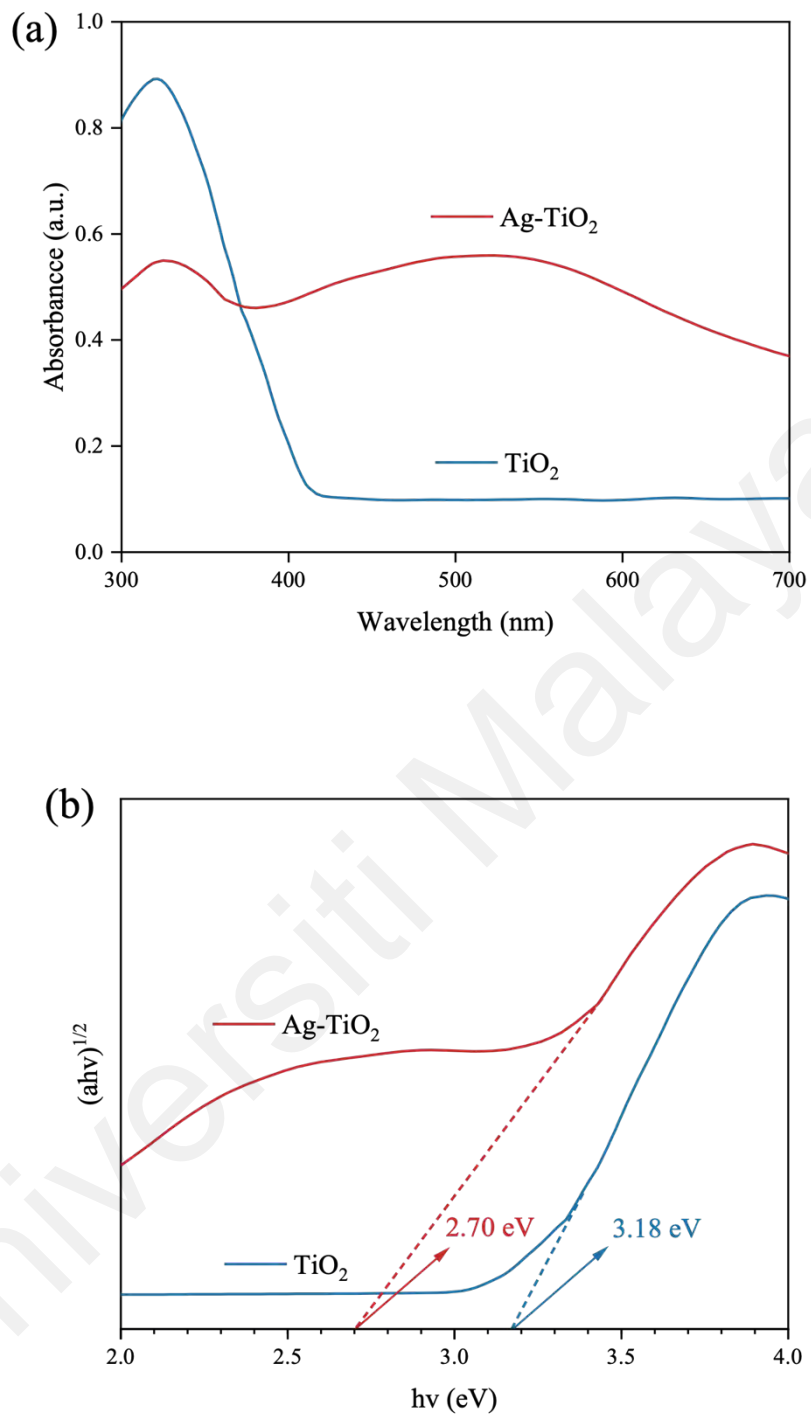 (a)
1.0
0.8
0.6
0.4
0.2
0.0
Absorbancce (a.u.)
Ag-TiO₂
TiO₂
300 400 500 600 700
Wavelength (nm)
(b)
(ahv)^1/2
Ag-TiO₂
TiO₂
2.70 eV
3.18 eV
2.0 2.5 3.0 3.5 4.0
hv (eV)
niversiti Malaya